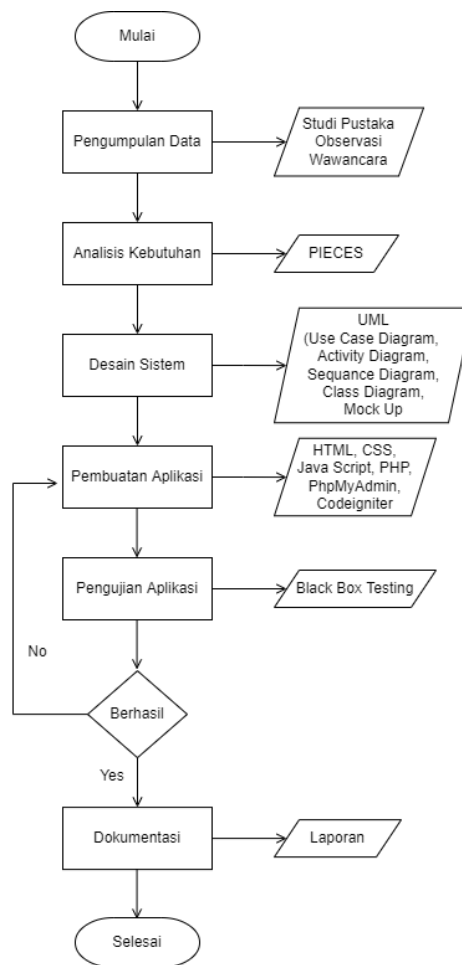 Mulai
Pengumpulan Data
Studi Pustaka
Observasi
Wawancara
Analisis Kebutuhan
PIECES
Desain Sistem
UML
(Use Case Diagram,
Activity Diagram,
Sequance Diagram,
Class Diagram,
Mock Up
Pembuatan Aplikasi
HTML, CSS,
Java Script, PHP,
PhpMyAdmin,
Codeigniter
Pengujian Aplikasi
Black Box Testing
No
Berhasil
Yes
Dokumentasi
Laporan
Selesai